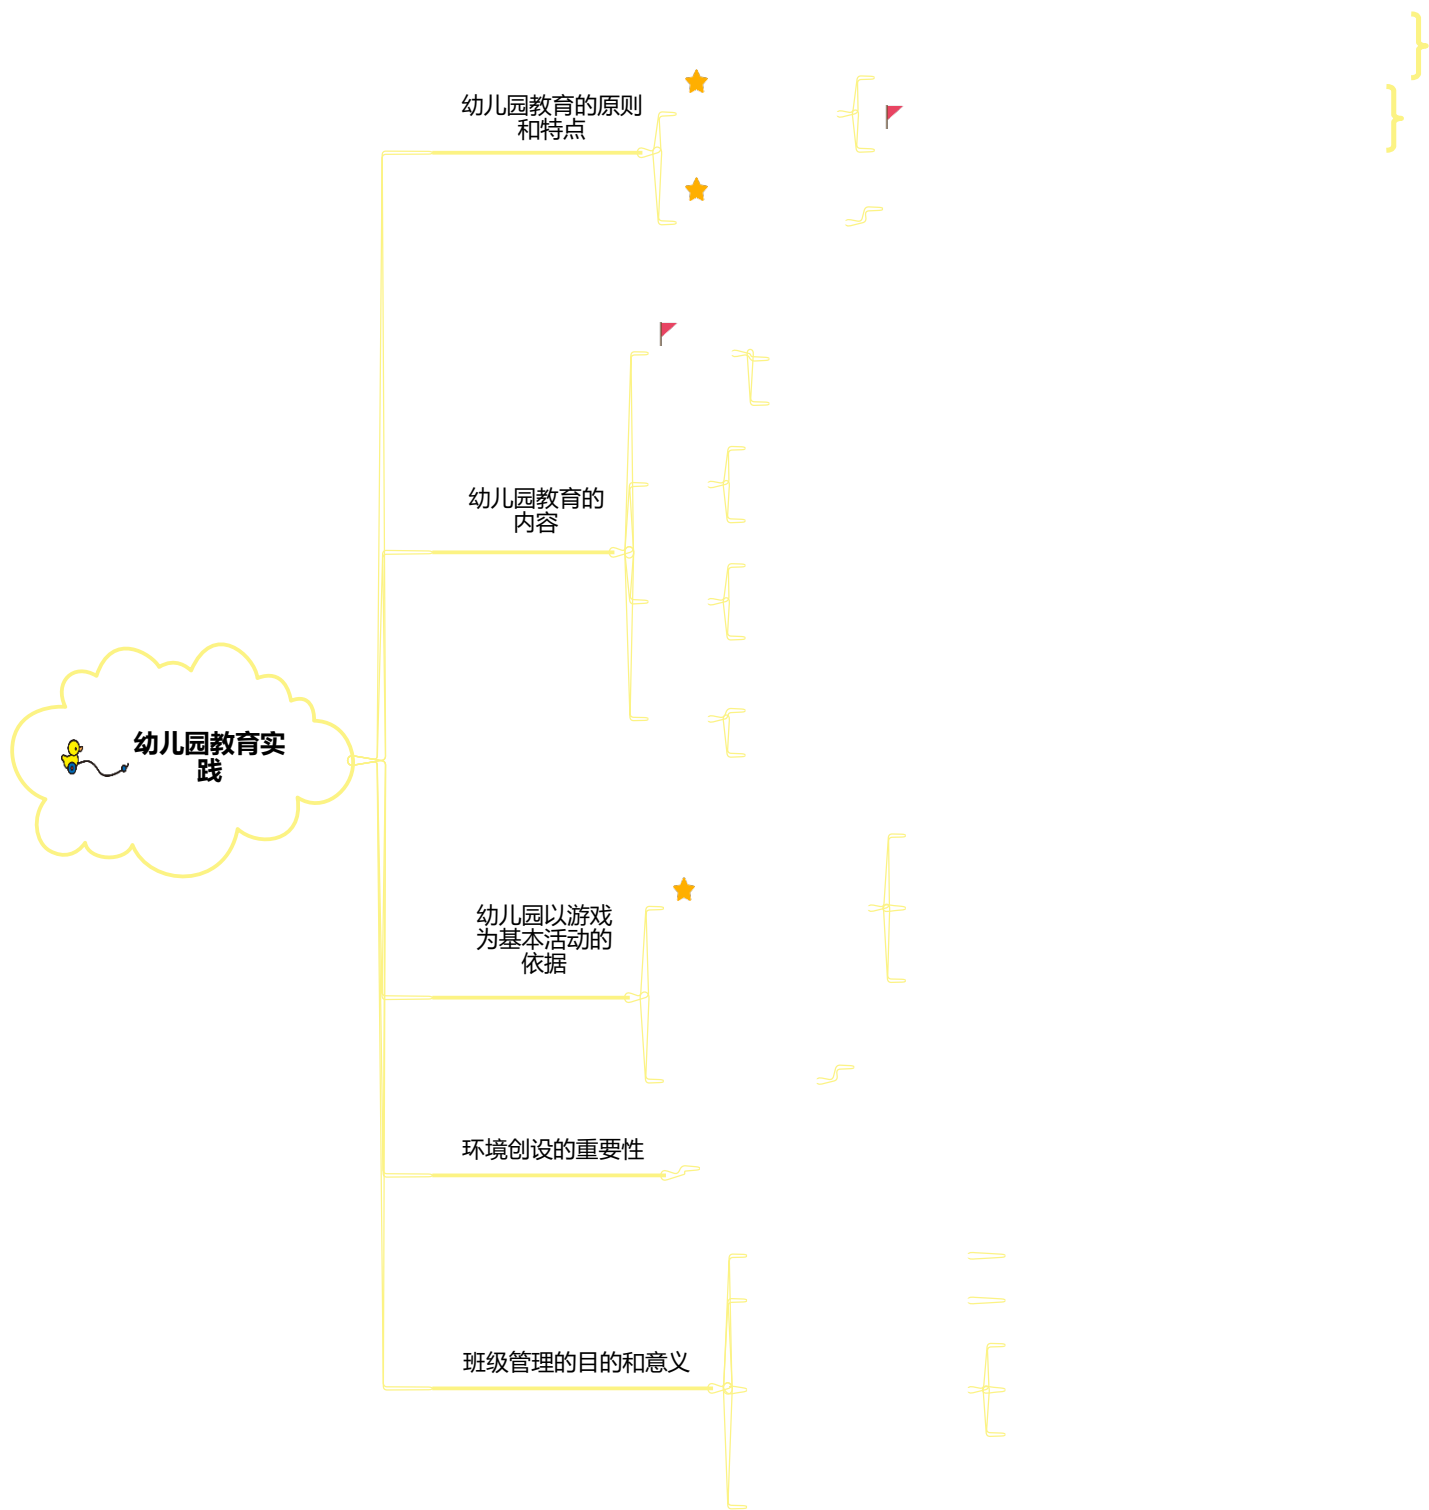 幼儿园教育的原则
和特点
幼儿园教育的
内容
幼儿园教育实
践
幼儿园以游戏
为基本活动的
依据
环境创设的重要性
班级管理的目的和意义